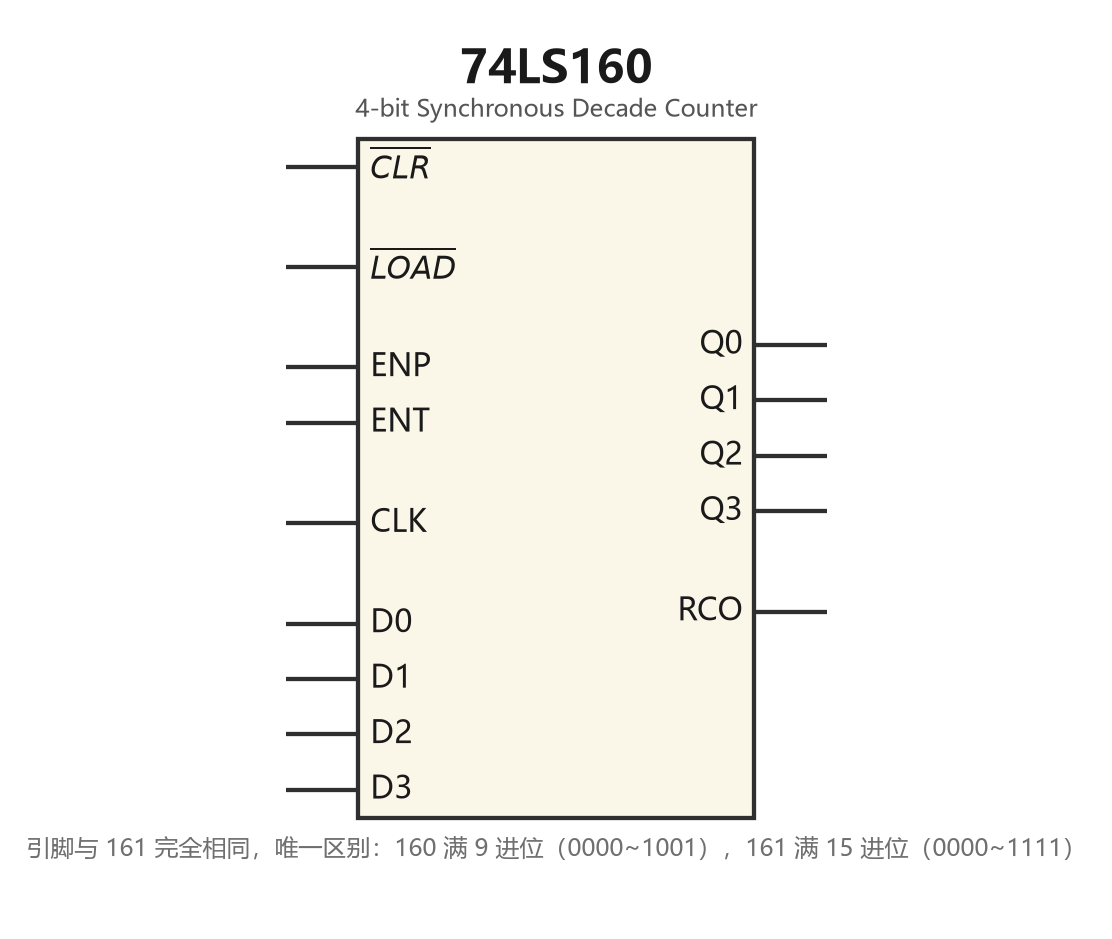 74LS160
4-bit Synchronous Decade Counter
CLR
LOAD
ENP
ENT
CLK
D0
D1
D2
D3
Q0
Q1
Q2
Q3
RCO
引脚与 161 完全相同，唯一区别：160 满 9 进位（0000~1001），161 满 15 进位（0000~1111）